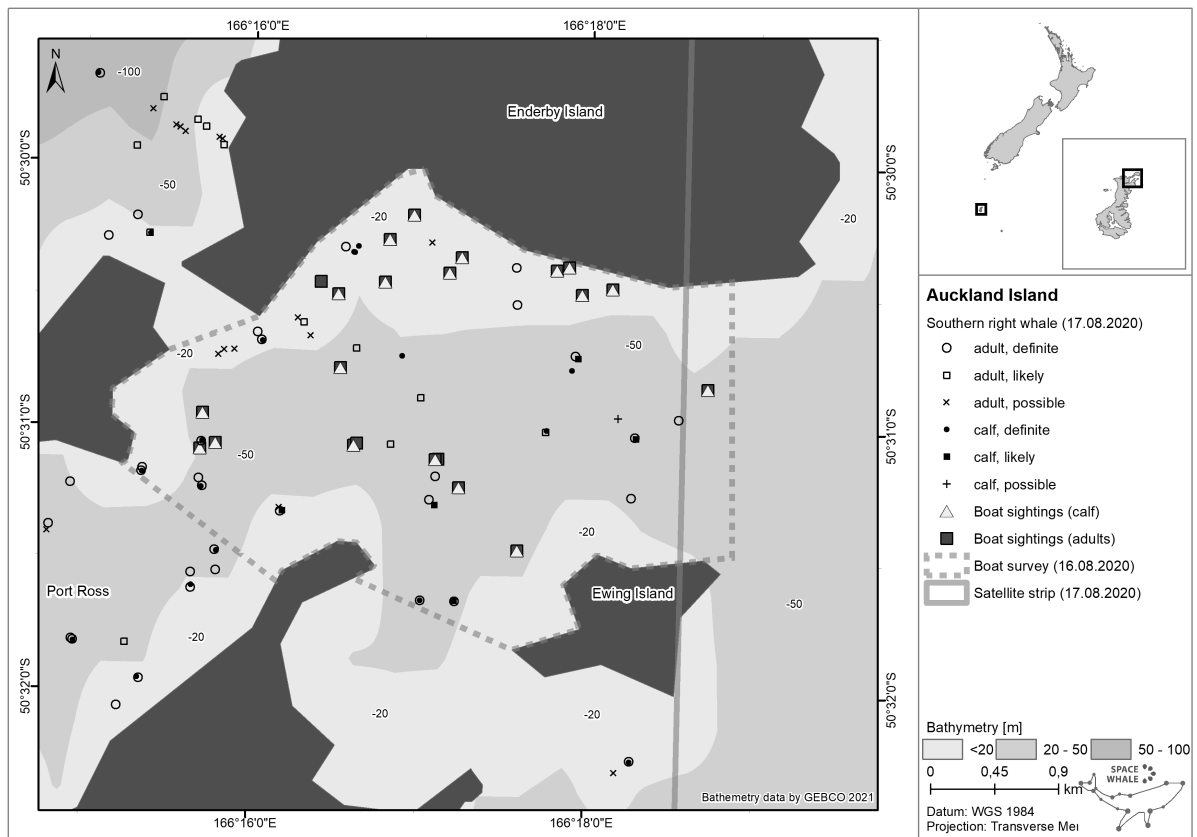 166°16'0"E
166°18'0"E
N
-100
Enderby Island
50°30'0"S
50°30'0"S
-50
-20
-20
-20
-50
50°31'0"S
50°31'0"S
-50
-20
Port Ross
Ewing Island
-50
-20
50°32'0"S
50°32'0"S
-20
-20
Bathemetry data by GEBCO 2021
166°16'0"E
166°18'0"E
Auckland Island
Southern right whale (17.08.2020)
adult, definite
adult, likely
adult, possible
calf, definite
calf, likely
calf, possible
Boat sightings (calf)
Boat sightings (adults)
Boat survey (16.08.2020)
Satellite strip (17.08.2020)
Bathymetry [m]
<20
20 - 50
50 - 100
0
0,45
0,9
km
SPACE
WHALE
Datum: WGS 1984
Projection: Transverse Mer